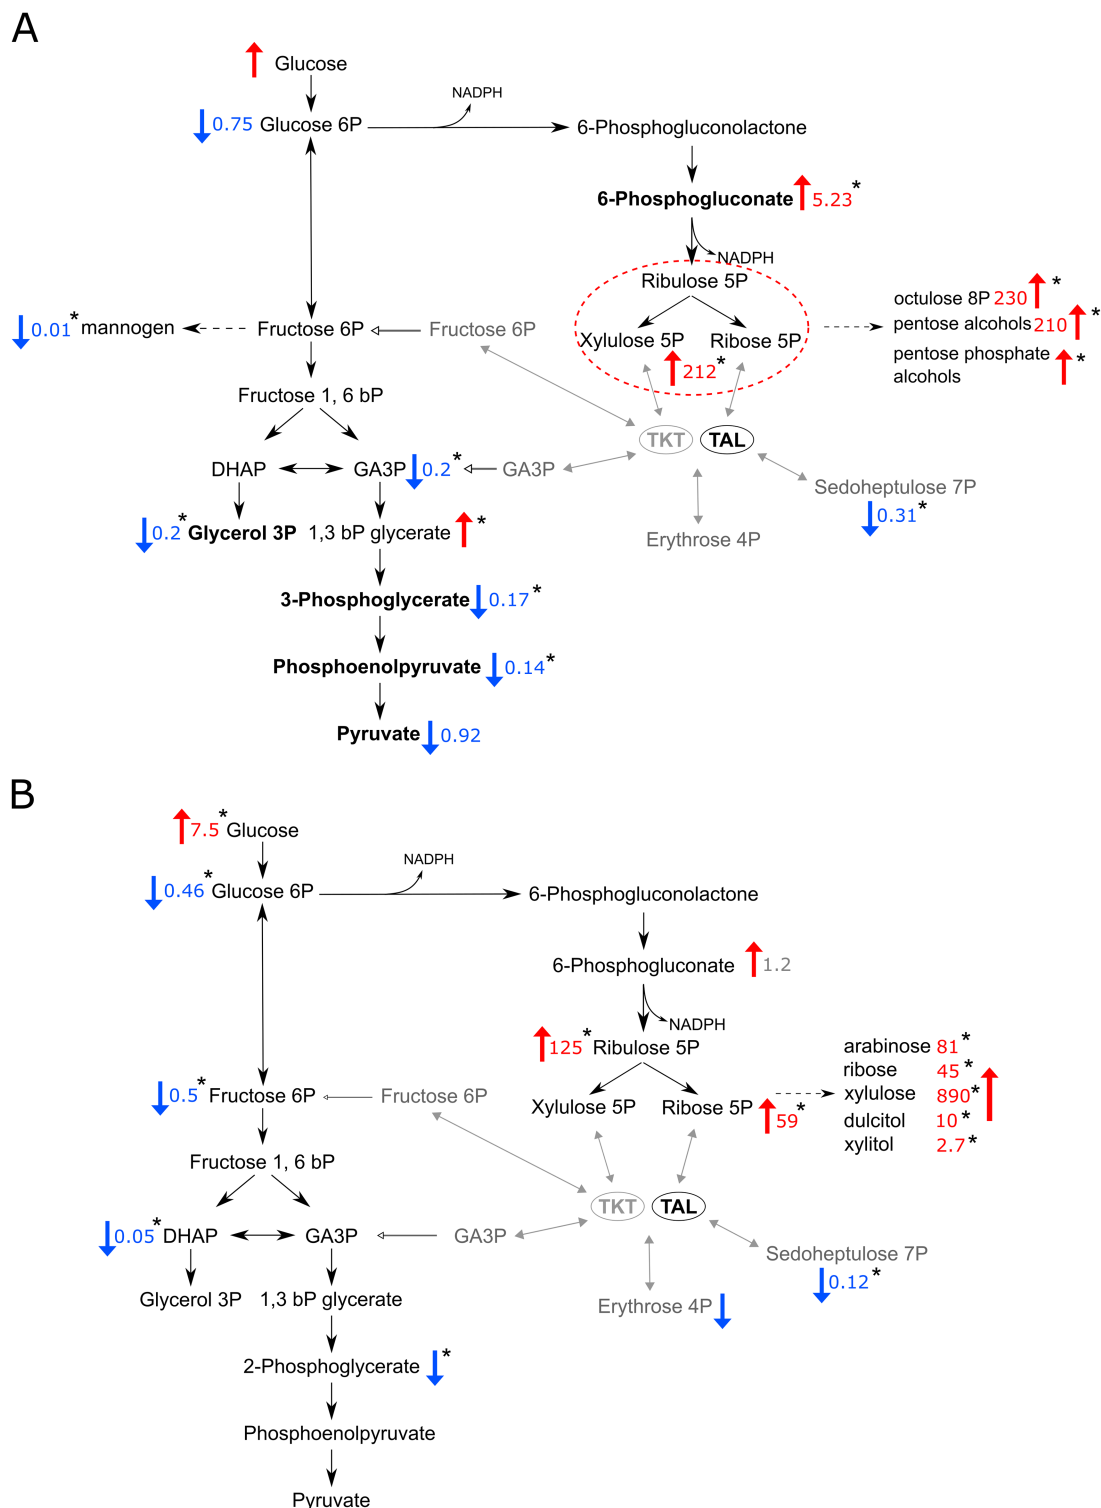 A
Glucose
NADPH
0.75 Glucose 6P
6-Phosphogluconolactone
6-Phosphogluconate 5.23*
NADPH
Ribulose 5P
octulose 8P 230 *
0.01* mannogen
Fructose 6P
Fructose 6P
Xylulose 5P
Ribose 5P
pentose alcohols 210 *
212*
pentose phosphate *
alcohols
Fructose 1, 6 bP
TKT
TAL
DHAP
GA3P 0.2 *
GA3P
Sedoheptulose 7P
0.31*
0.2* Glycerol 3P
1,3 bP glycerate *
Erythrose 4P
3-Phosphoglycerate 0.17 *
Phosphoenolpyruvate 0.14*
Pyruvate 0.92
B
7.5* Glucose
NADPH
0.46* Glucose 6P
6-Phosphogluconolactone
6-Phosphogluconate 1.2
NADPH
125* Ribulose 5P
arabinose 81 *
ribose 45 *
xylulose 890*
dulcitol 10 *
xylitol 2.7 *
0.5* Fructose 6P
Fructose 6P
Xylulose 5P
Ribose 5P 59*
Fructose 1, 6 bP
TKT
TAL
0.05* DHAP
GA3P
GA3P
Sedoheptulose 7P
0.12*
Glycerol 3P
1,3 bP glycerate
Erythrose 4P
2-Phosphoglycerate *
Phosphoenolpyruvate
Pyruvate